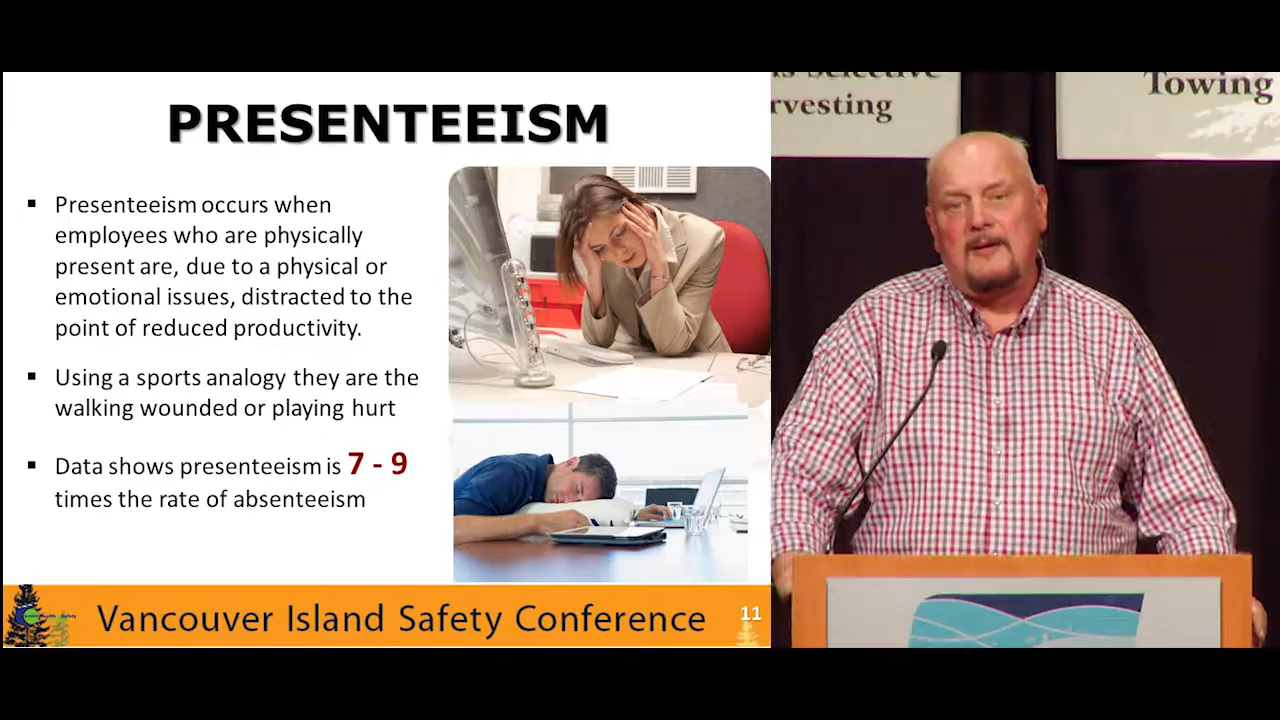 PRESENTEEISM
▪ Presenteeism occurs when
employees who are physically
present are, due to a physical or
emotional issues, distracted to the
point of reduced productivity.
▪ Using a sports analogy they are the
walking wounded or playing hurt
▪ Data shows presenteeism is 7 - 9
times the rate of absenteeism
Vancouver Island Safety Conference
11
Selective
Towing